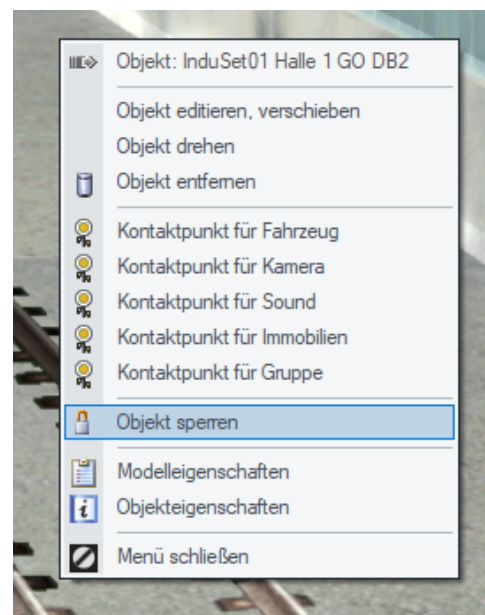 Objekt: InduSet01 Halle 1 GO DB2
Objekt editieren, verschieben
Objekt drehen
Objekt entfernen
Kontaktpunkt für Fahrzeug
Kontaktpunkt für Kamera
Kontaktpunkt für Sound
Kontaktpunkt für Immobilien
Kontaktpunkt für Gruppe
Objekt sperren
Modelleigenschaften
Objekteigenschaften
Menü schließen